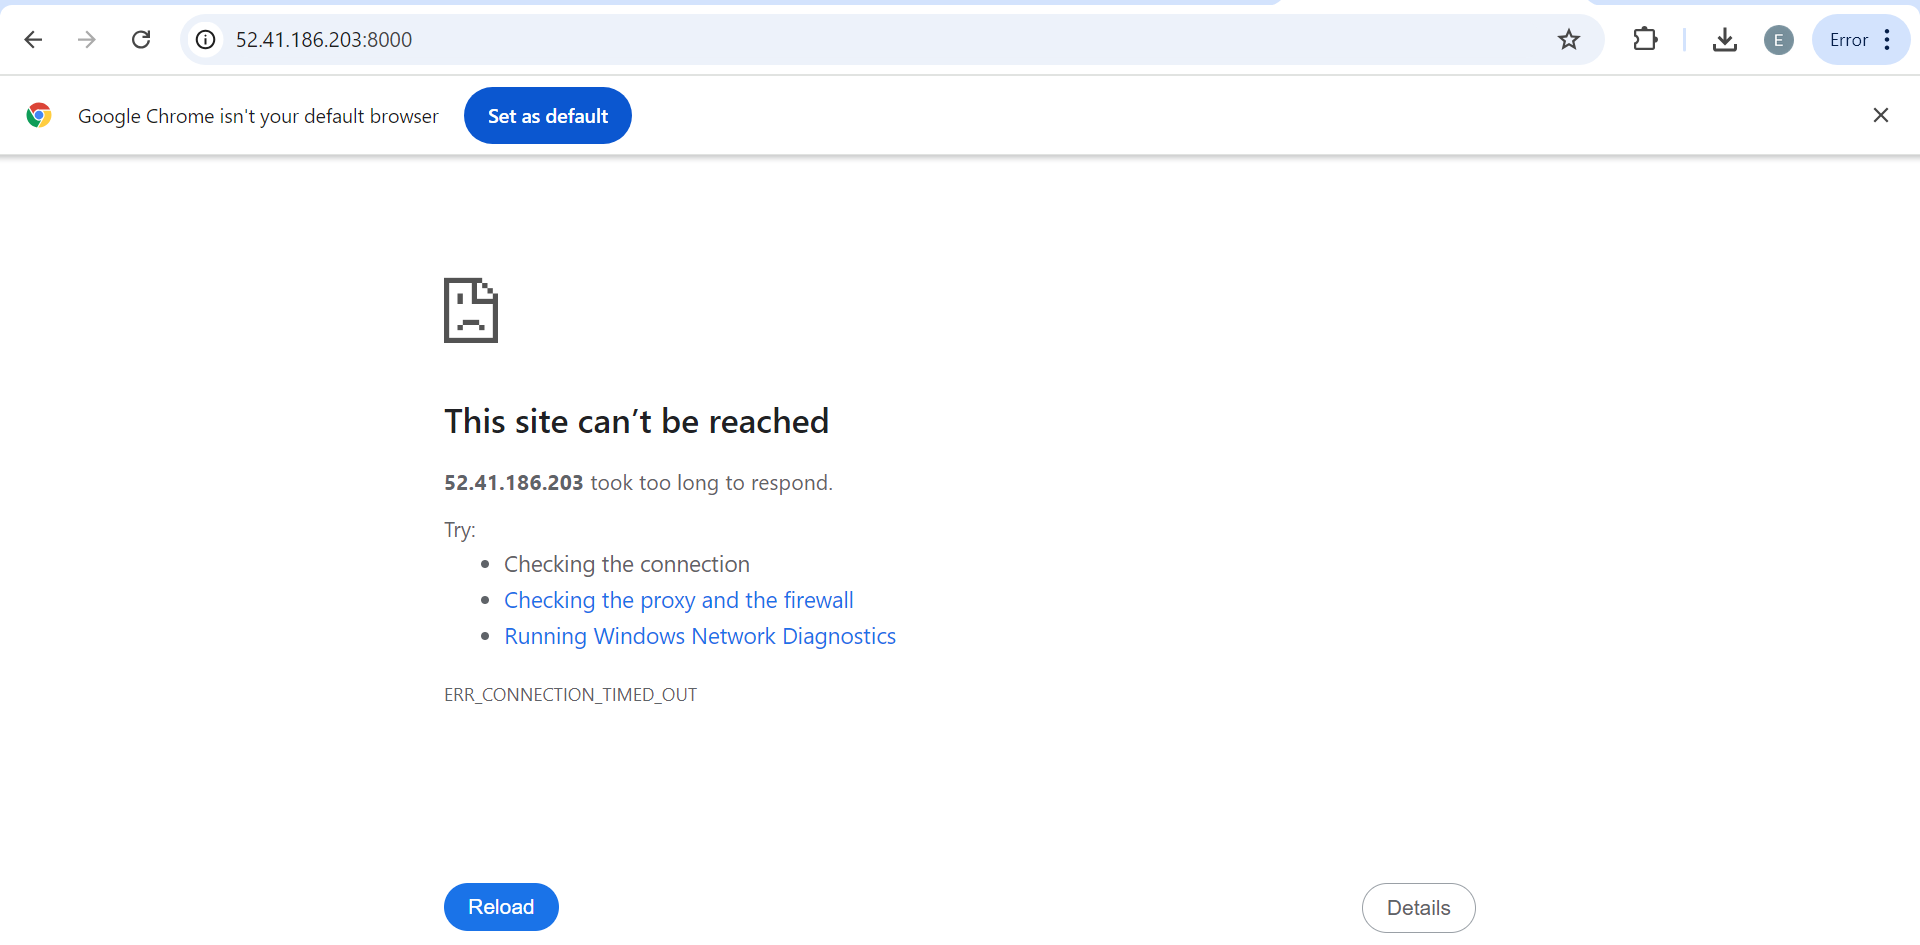 52.41.186.203:8000
E
Error
Google Chrome isn't your default browser
Set as default
This site can’t be reached
52.41.186.203 took too long to respond.
Try:
• Checking the connection
• Checking the proxy and the firewall
• Running Windows Network Diagnostics
ERR_CONNECTION_TIMED_OUT
Reload
Details